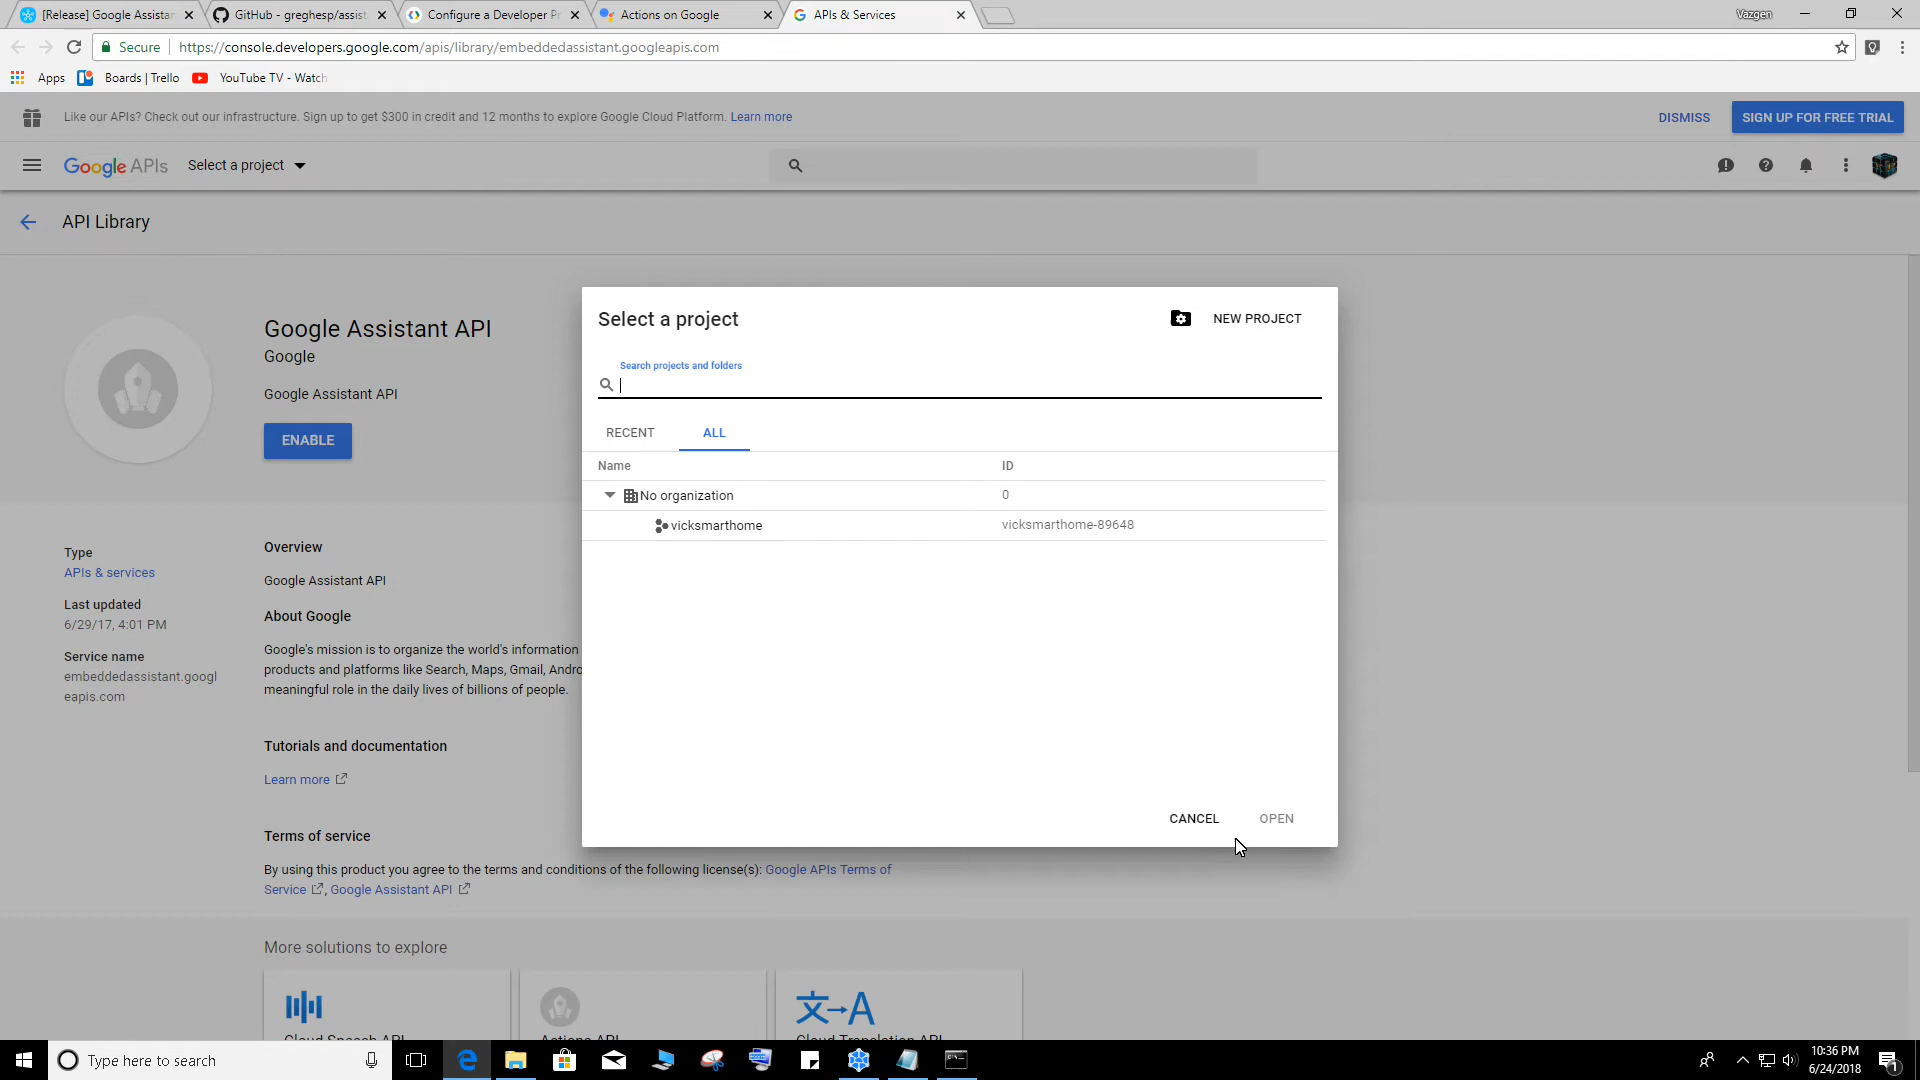 [Release] Google Assistan
GitHub - greghesp/assist
Configure a Developer P
Actions on Google
APIs & Services
Vazgen
Secure
https://console.developers.google.com/apis/library/embeddedassistant.googleapis.com
Apps
Boards | Trello
YouTube TV - Watch
Like our APIs? Check out our infrastructure. Sign up to get $300 in credit and 12 months to explore Google Cloud Platform. Learn more
DISMISS
SIGN UP FOR FREE TRIAL
Google APIs
Select a project
API Library
Google Assistant API
Google
Google Assistant API
ENABLE
Type
APIs & services
Last updated
6/29/17, 4:01 PM
Service name
embeddedassistant.googl
eapis.com
Overview
Google Assistant API
About Google
Google's mission is to organize the world's information
products and platforms like Search, Maps, Gmail, Andro
meaningful role in the daily lives of billions of people.
Tutorials and documentation
Learn more
Terms of service
By using this product you agree to the terms and conditions of the following license(s): Google APIs Terms of
Service , Google Assistant API
More solutions to explore
Cloud Speech API
Actions API
Cloud Translation API
Select a project
NEW PROJECT
Search projects and folders
RECENT
ALL
Name
ID
No organization
0
vicksmarthome
vicksmarthome-89648
CANCEL
OPEN
Type here to search
10:36 PM
6/24/2018
1